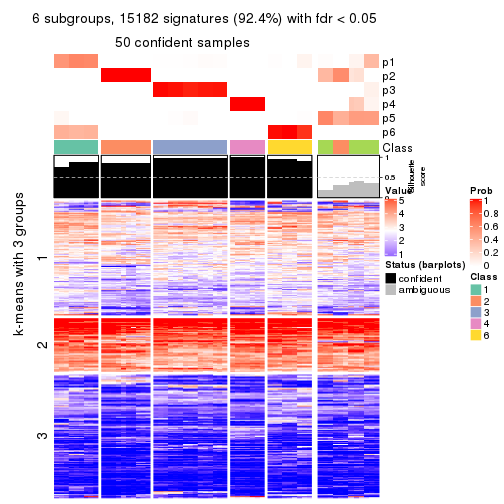 6 subgroups, 15182 signatures (92.4%) with fdr < 0.05
50 confident samples
p1
p2
p3
p4
p5
p6
Class
1
0.5
0
Silhouette
score
k-means with 3 groups
1
2
3
Value
5
4
3
2
1
Status (barplots)
confident
ambiguous
Prob
1
0.8
0.6
0.4
0.2
0
Class
1
2
3
4
6